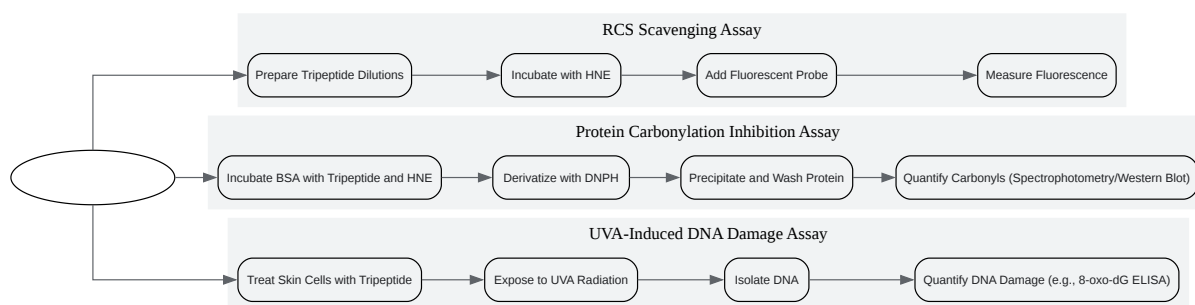 RCS Scavenging Assay
Prepare Tripeptide Dilutions
Incubate with HNE
Add Fluorescent Probe
Measure Fluorescence
Protein Carbonylation Inhibition Assay
Incubate BSA with Tripeptide and HNE
Derivatize with DNPH
Precipitate and Wash Protein
Quantify Carbonyls (Spectrophotometry/Western Blot)
UVA-Induced DNA Damage Assay
Treat Skin Cells with Tripeptide
Expose to UVA Radiation
Isolate DNA
Quantify DNA Damage (e.g., 8-oxo-dG ELISA)